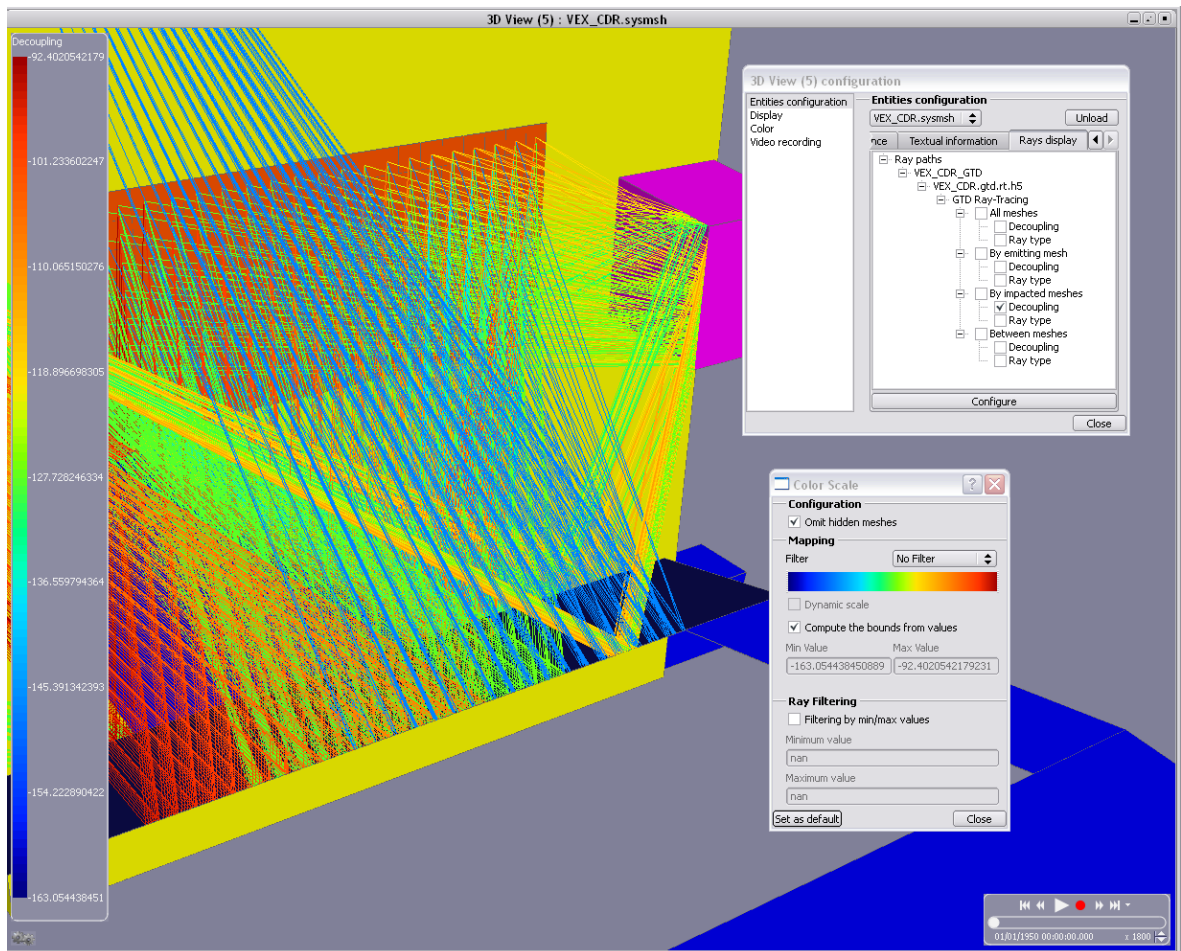 3D View (5) : VEX_CDR.sysmsh
Decoupling
-92.4020542179
-101.233602247
-110.065150276
-118.896698305
-127.728246334
-136.559794364
-145.391342393
-154.222890422
-163.054438451
3D View (5) configuration
Entities configuration
Display
Color
Video recording
Entities configuration
VEX_CDR.sysmsh
Unload
nce
Textual information
Rays display
Ray paths
VEX_CDR_GTD
VEX_CDR.gtd.rt.h5
GTD Ray-Tracing
All meshes
Decoupling
Ray type
By emitting mesh
Decoupling
Ray type
By impacted meshes
Decoupling
Ray type
Between meshes
Decoupling
Ray type
Configure
Close
Color Scale
Configuration
Omit hidden meshes
Mapping
Filter
No Filter
Dynamic scale
Compute the bounds from values
Min Value Max Value
-163.054438450889 -92.4020542179231
Ray Filtering
Filtering by min/max values
Minimum value
nan
Maximum value
nan
Set as default
Close
01/01/1950 00:00:00.000 x 1800